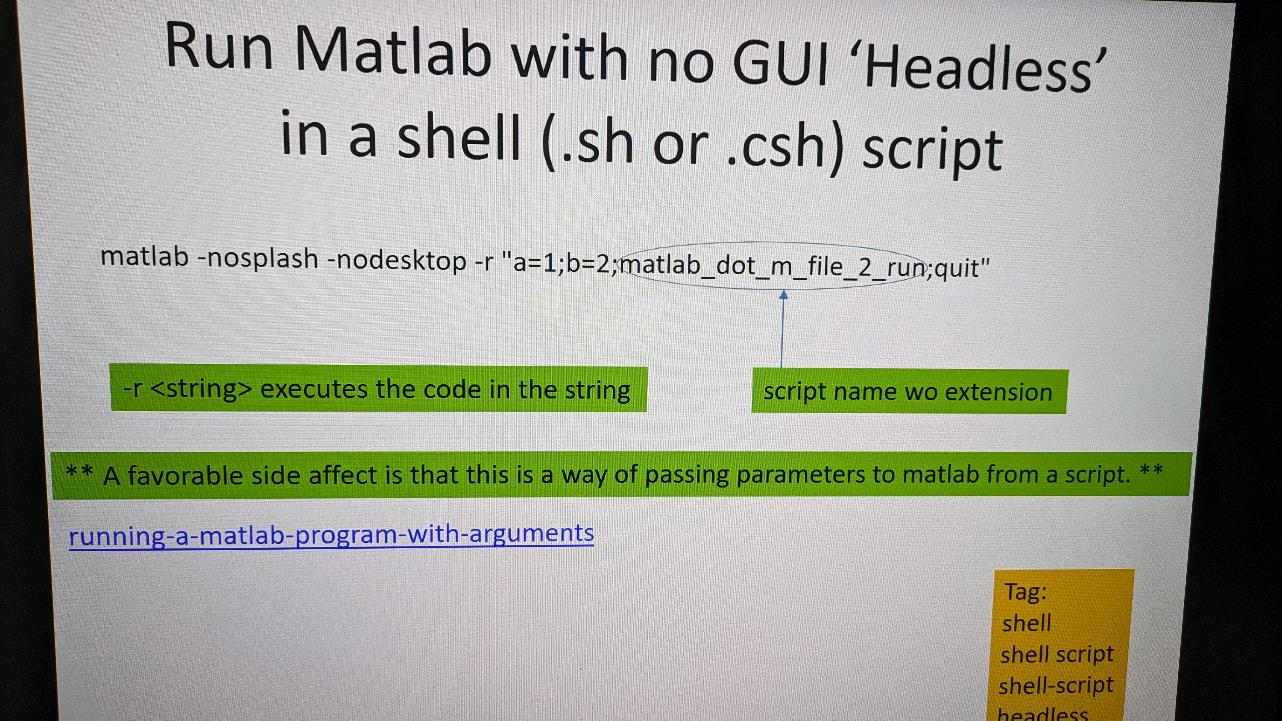 Run Matlab with no GUI ‘Headless’
in a shell (.sh or .csh) script
matlab -nosplash -nodesktop -r "a=1;b=2;matlab_dot_m_file_2_run;quit"
-r <string> executes the code in the string
script name wo extension
** A favorable side affect is that this is a way of passing parameters to matlab from a script. **
running-a-matlab-program-with-arguments
Tag:
shell
shell script
shell-script
headless